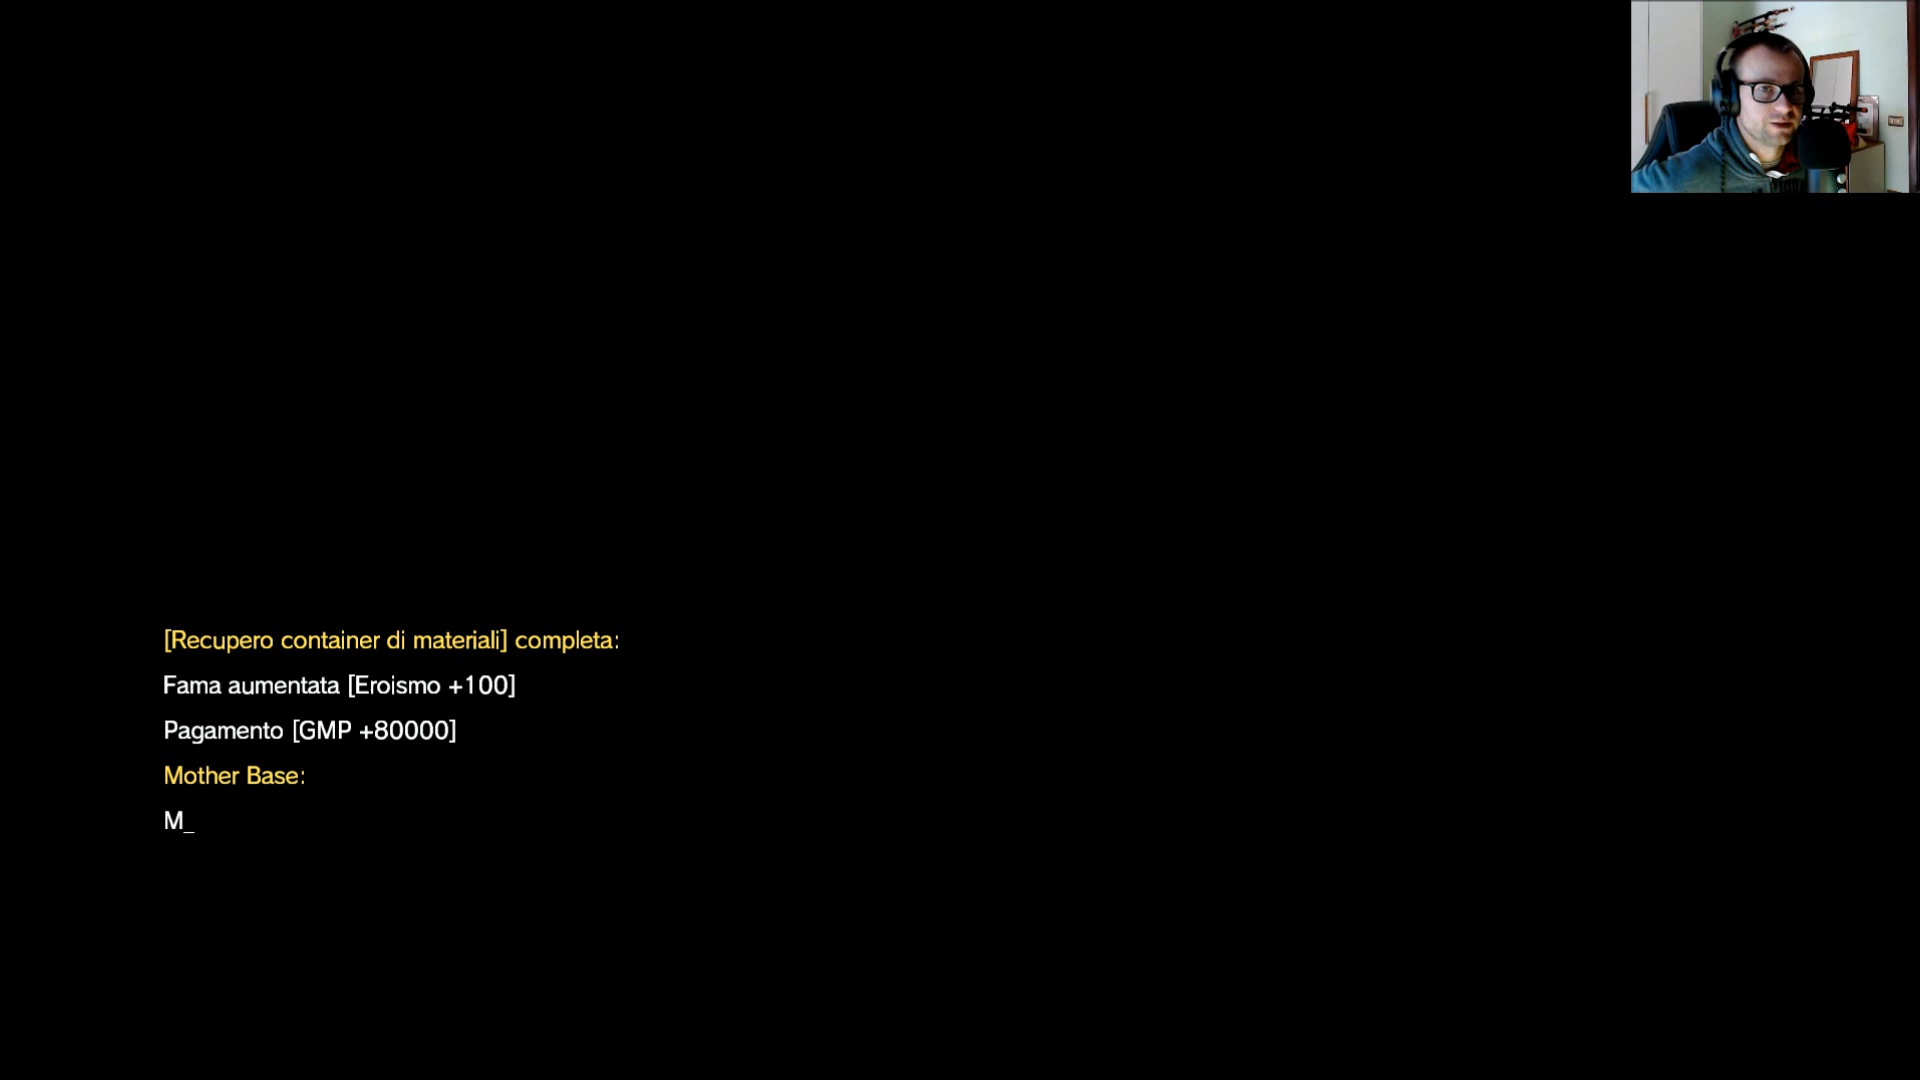 [Recupero container di materiali] completa:
Fama aumentata [Eroismo +100]
Pagamento [GMP +80000]
Mother Base:
M_